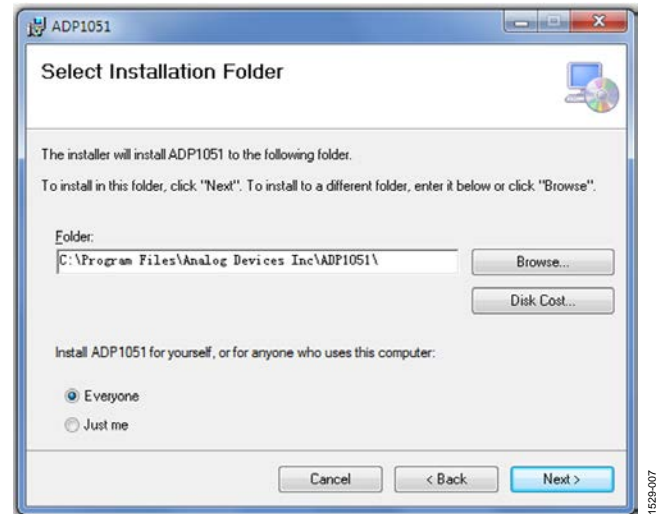 ADP1051
Select Installation Folder
The installer will install ADP1051 to the following folder.
To install in this folder, click "Next". To install to a different folder, enter it below or click "Browse".
Folder:
C:\Program Files\Analog Devices Inc\ADP1051\
Browse...
Disk Cost...
Install ADP1051 for yourself, or for anyone who uses this computer:
Everyone
Just me
Cancel
< Back
Next >
1529-007